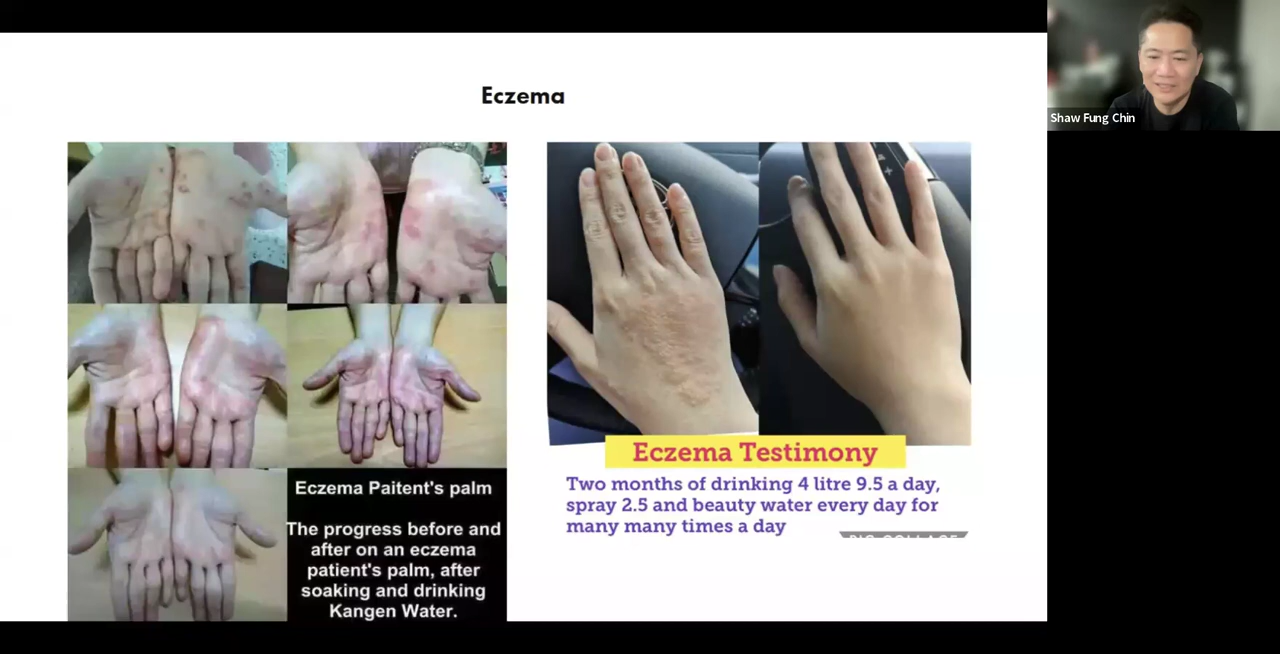 Eczema
Shaw Fung Chin
Eczema Paitent's palm
The progress before and
after on an eczema
patient's palm, after
soaking and drinking
Kangen Water.
Eczema Testimony
Two months of drinking 4 litre 9.5 a day,
spray 2.5 and beauty water every day for
many many times a day